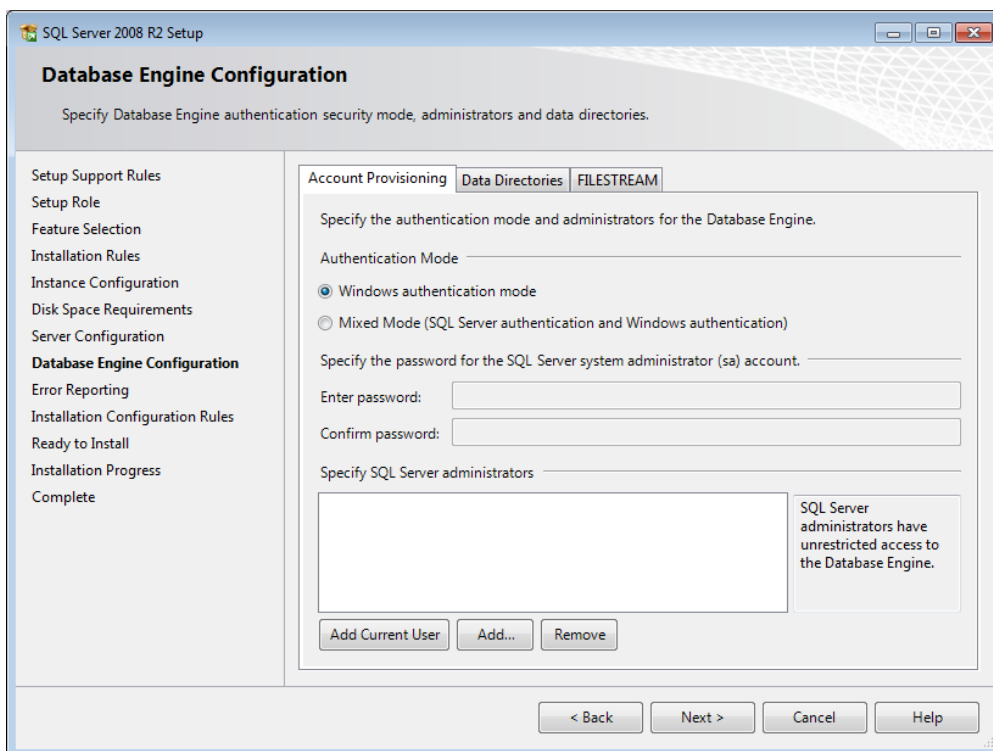 SQL Server 2008 R2 Setup
Database Engine Configuration
Specify Database Engine authentication security mode, administrators and data directories.
Setup Support Rules
Setup Role
Feature Selection
Installation Rules
Instance Configuration
Disk Space Requirements
Server Configuration
Database Engine Configuration
Error Reporting
Installation Configuration Rules
Ready to Install
Installation Progress
Complete
Account Provisioning Data Directories FILESTREAM
Specify the authentication mode and administrators for the Database Engine.
Authentication Mode
Windows authentication mode
Mixed Mode (SQL Server authentication and Windows authentication)
Specify the password for the SQL Server system administrator (sa) account.
Enter password:
Confirm password:
Specify SQL Server administrators
SQL Server
administrators have
unrestricted access to
the Database Engine.
Add Current User Add... Remove
< Back Next > Cancel Help